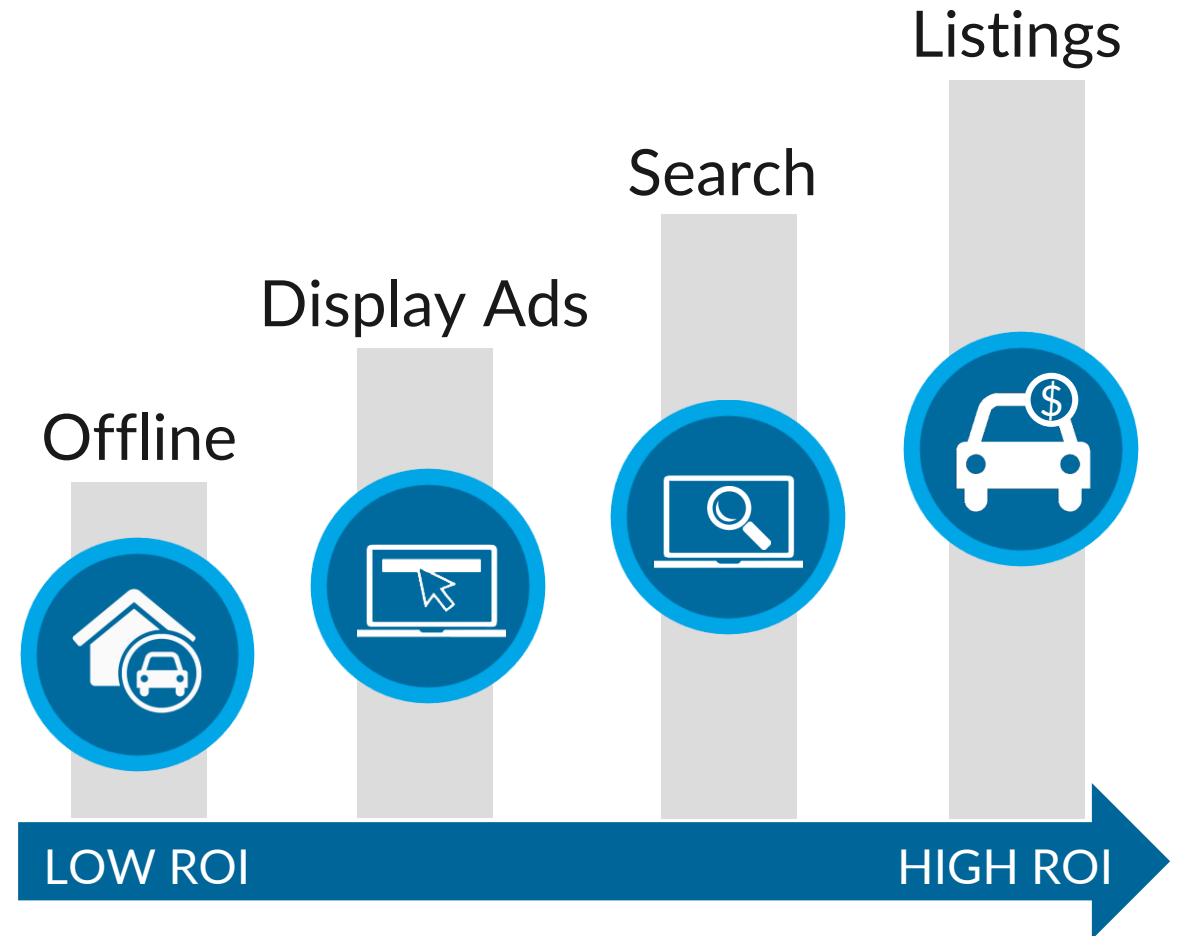 Listings
Search
Display Ads
Offline
$
LOW ROI
HIGH ROI